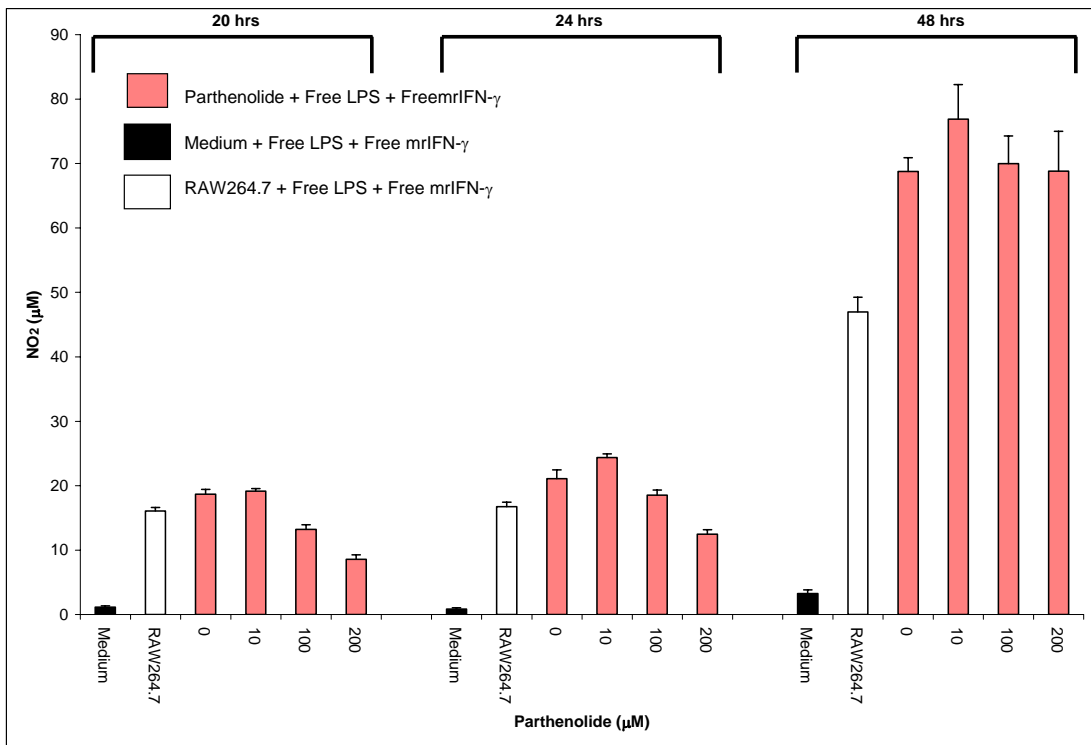 20 hrs
24 hrs
48 hrs
90
80
70
60
50
40
30
20
10
0
NO2 (μM)
Parthenolide + Free LPS + FreemrIFN-γ
Medium + Free LPS + Free mrIFN-γ
RAW264.7 + Free LPS + Free mrIFN-γ
Medium
RAW264.7
0
10
100
200
Medium
RAW264.7
0
10
100
200
Medium
RAW264.7
0
10
100
200
Parthenolide (μM)